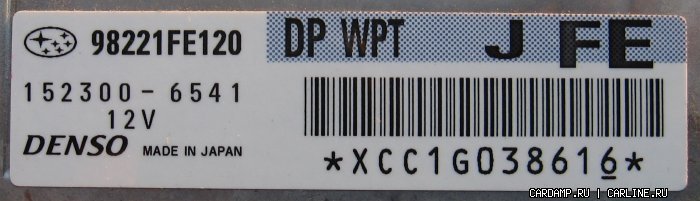 98221FE120
DP WPT J FE
152300-6541
12V
DENSO MADE IN JAPAN
*XCC1G038616*
CARDAMP.RU | CARLINE.RU